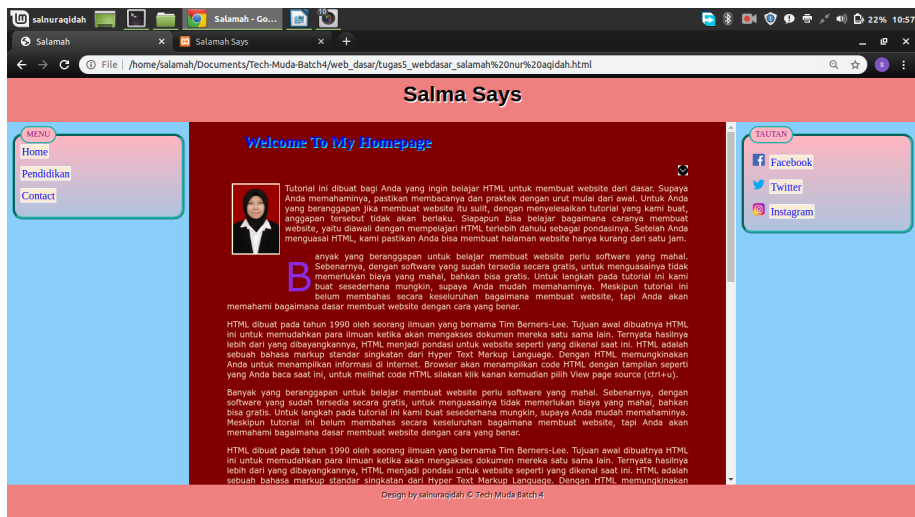 salnuraqidah
Salamah - Go...
10
22%
10:57
Salamah
Salamah Says
File
/home/salamah/Documents/Tech-Muda-Batch4/web_dasar/tugas5_webdasar_salamah%20nur%20aqidah.html
s
Salma Says
MENU
Home
Pendidikan
Contact
Welcome To My Homepage
Tutorial ini dibuat bagi Anda yang ingin belajar HTML untuk membuat website dari dasar. Supaya
Anda memahaminya, pastikan membacanya dan praktek dengan urut mulai dari awal. Untuk Anda
yang beranggapan jika membuat website itu sulit, dengan menyelesaikan tutorial yang kami buat,
anggapan tersebut tidak akan berlaku. Siapapun bisa belajar bagaimana caranya membuat
website, yaitu diawali dengan mempelajari HTML terlebih dahulu sebagai pondasinya. Setelah Anda
menguasai HTML, kami pastikan Anda bisa membuat halaman website hanya kurang dari satu jam.
Banyak yang beranggapan untuk belajar membuat website perlu software yang mahal.
Sebenarnya, dengan software yang sudah tersedia secara gratis, untuk menguasainya tidak
memerlukan biaya yang mahal, bahkan bisa gratis. Untuk langkah pada tutorial ini kami
buat sesederhana mungkin, supaya Anda mudah memahaminya. Meskipun tutorial ini
belum membahas secara keseluruhan bagaimana membuat website, tapi Anda akan
memahami bagaimana dasar membuat website dengan cara yang benar.
HTML dibuat pada tahun 1990 oleh seorang ilmuan yang bernama Tim Berners-Lee. Tujuan awal dibuatnya HTML
ini untuk memudahkan para ilmuan ketika akan mengakses dokumen mereka satu sama lain. Ternyata hasilnya
lebih dari yang dibayangkannya, HTML menjadi pondasi untuk website seperti yang dikenal saat ini. HTML adalah
sebuah bahasa markup standar singkatan dari Hyper Text Markup Language. Dengan HTML memungkinakan
Anda untuk menampilkan informasi di internet. Browser akan menampilkan code HTML dengan tampilan seperti
yang Anda baca saat ini, untuk melihat code HTML silakan klik kanan kemudian pilih View page source (ctrl+u).
Banyak yang beranggapan untuk belajar membuat website perlu software yang mahal. Sebenarnya, dengan
software yang sudah tersedia secara gratis, untuk menguasainya tidak memerlukan biaya yang mahal, bahkan
bisa gratis. Untuk langkah pada tutorial ini kami buat sesederhana mungkin, supaya Anda mudah memahaminya.
Meskipun tutorial ini belum membahas secara keseluruhan bagaimana membuat website, tapi Anda akan
memahami bagaimana dasar membuat website dengan cara yang benar.
HTML dibuat pada tahun 1990 oleh seorang ilmuan yang bernama Tim Berners-Lee. Tujuan awal dibuatnya HTML
ini untuk memudahkan para ilmuan ketika akan mengakses dokumen mereka satu sama lain. Ternyata hasilnya
lebih dari yang dibayangkannya, HTML menjadi pondasi untuk website seperti yang dikenal saat ini. HTML adalah
sebuah bahasa markup standar singkatan dari Hyper Text Markup Language. Dengan HTML memungkinakan
TAUTAN
Facebook
Twitter
Instagram
Design by salnuraqidah © Tech Muda Batch 4